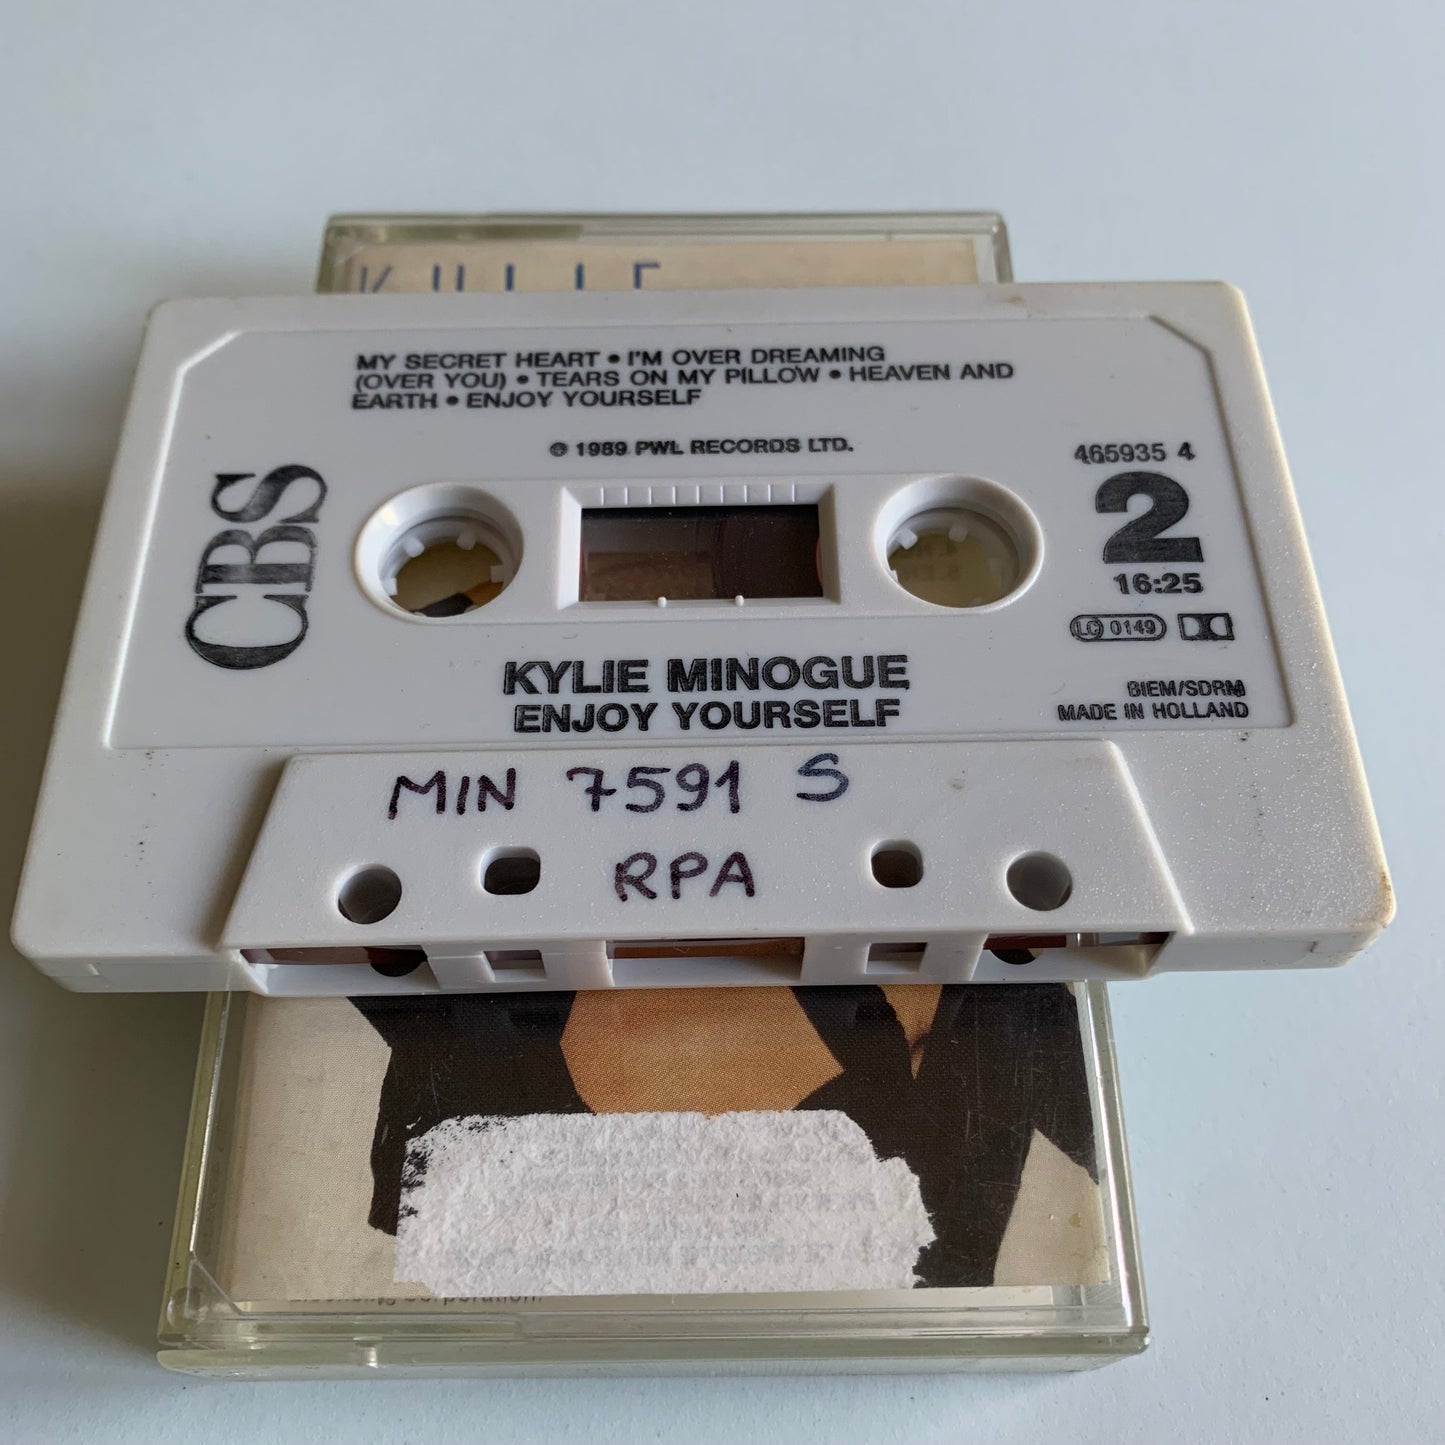 KYLIE
MY SECRET HEART • I'M OVER DREAMING
(OVER YOU) • TEARS ON MY PILLOW • HEAVEN AND
EARTH • ENJOY YOURSELF
℗ 1989 PWL RECORDS LTD.
465935 4
2
16:25
LC 0149
CBS
KYLIE MINOGUE
ENJOY YOURSELF
BIEM/SDRM
MADE IN HOLLAND
MIN 7591 S
RPA
Corporation.